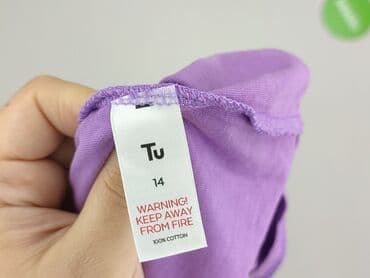 Tu
14
WARNING!
KEEP AWAY
FROM FIRE
100% COTTON